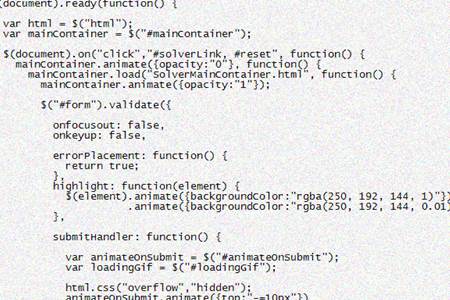 (document).ready(function() {
var html = $("html");
var mainContainer = $("#mainContainer");
$(document).on("click","#solverLink, #reset", function() {
mainContainer.animate({opacity:"0"}, function() {
mainContainer.load("SolverMainContainer.html", function() {
mainContainer.animate({opacity:"1"});
$("#form").validate({
onfocusout: false,
onkeyup: false,
errorPlacement: function() {
return true;
},
highlight: function(element) {
$(element).animate({backgroundColor:"rgba(250, 192, 144, 1)"})
.animate({backgroundColor:"rgba(250, 192, 144, 0.01)
},
submitHandler: function() {
var animateOnSubmit = $("#animateOnSubmit");
var loadingGif = $("#loadingGif");
html.css("overflow","hidden");
animateOnSubmit.animate({top:"-=10px"})